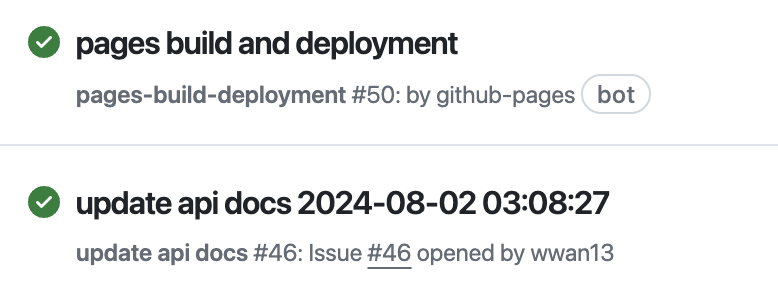 pages build and deployment
pages-build-deployment #50: by github-pages bot
update api docs 2024-08-02 03:08:27
update api docs #46: Issue #46 opened by wwan13